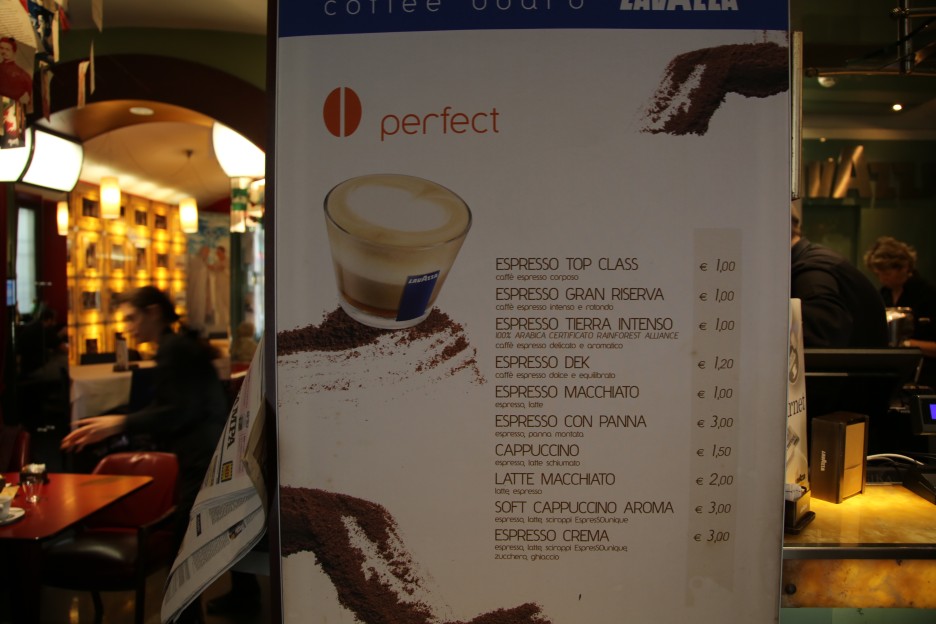 coffee board LAVAZZA
perfect
LAVAZZA
ESPRESSO TOP CLASS € 1,00
caffè espresso corposo
ESPRESSO GRAN RISERVA € 1,00
caffè espresso intenso e rotondo
ESPRESSO TIERRA INTENSO € 1,00
100% ARABICA CERTIFICATO RAINFOREST ALLIANCE
caffè espresso delicato e aromatico
ESPRESSO DEK € 1,20
caffè espresso dolce e equilibrato
ESPRESSO MACCHIATO € 1,00
espresso, latte
ESPRESSO CON PANNA € 3,00
espresso, panna montata
CAPPUCCINO € 1,50
espresso, latte schiumato
LATTE MACCHIATO € 2,00
latte, espresso
SOFT CAPPUCCINO AROMA € 3,00
espresso, latte, sciroppi EspresSOunique
ESPRESSO CREMA € 3,00
espresso, latte, sciroppi EspresSOunique,
zucchero, ghiaccio